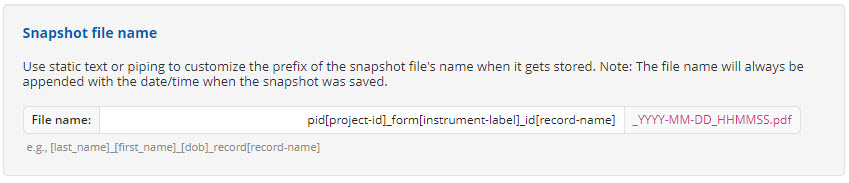 Snapshot file name
Use static text or piping to customize the prefix of the snapshot file's name when it gets stored. Note: The file name will always be
appended with the date/time when the snapshot was saved.
File name: pid[project-id]_form[instrument-label]_id[record-name] _YYYY-MM-DD_HHMMSS.pdf
e.g., [last_name]_[first_name]_[dob]_record[record-name]